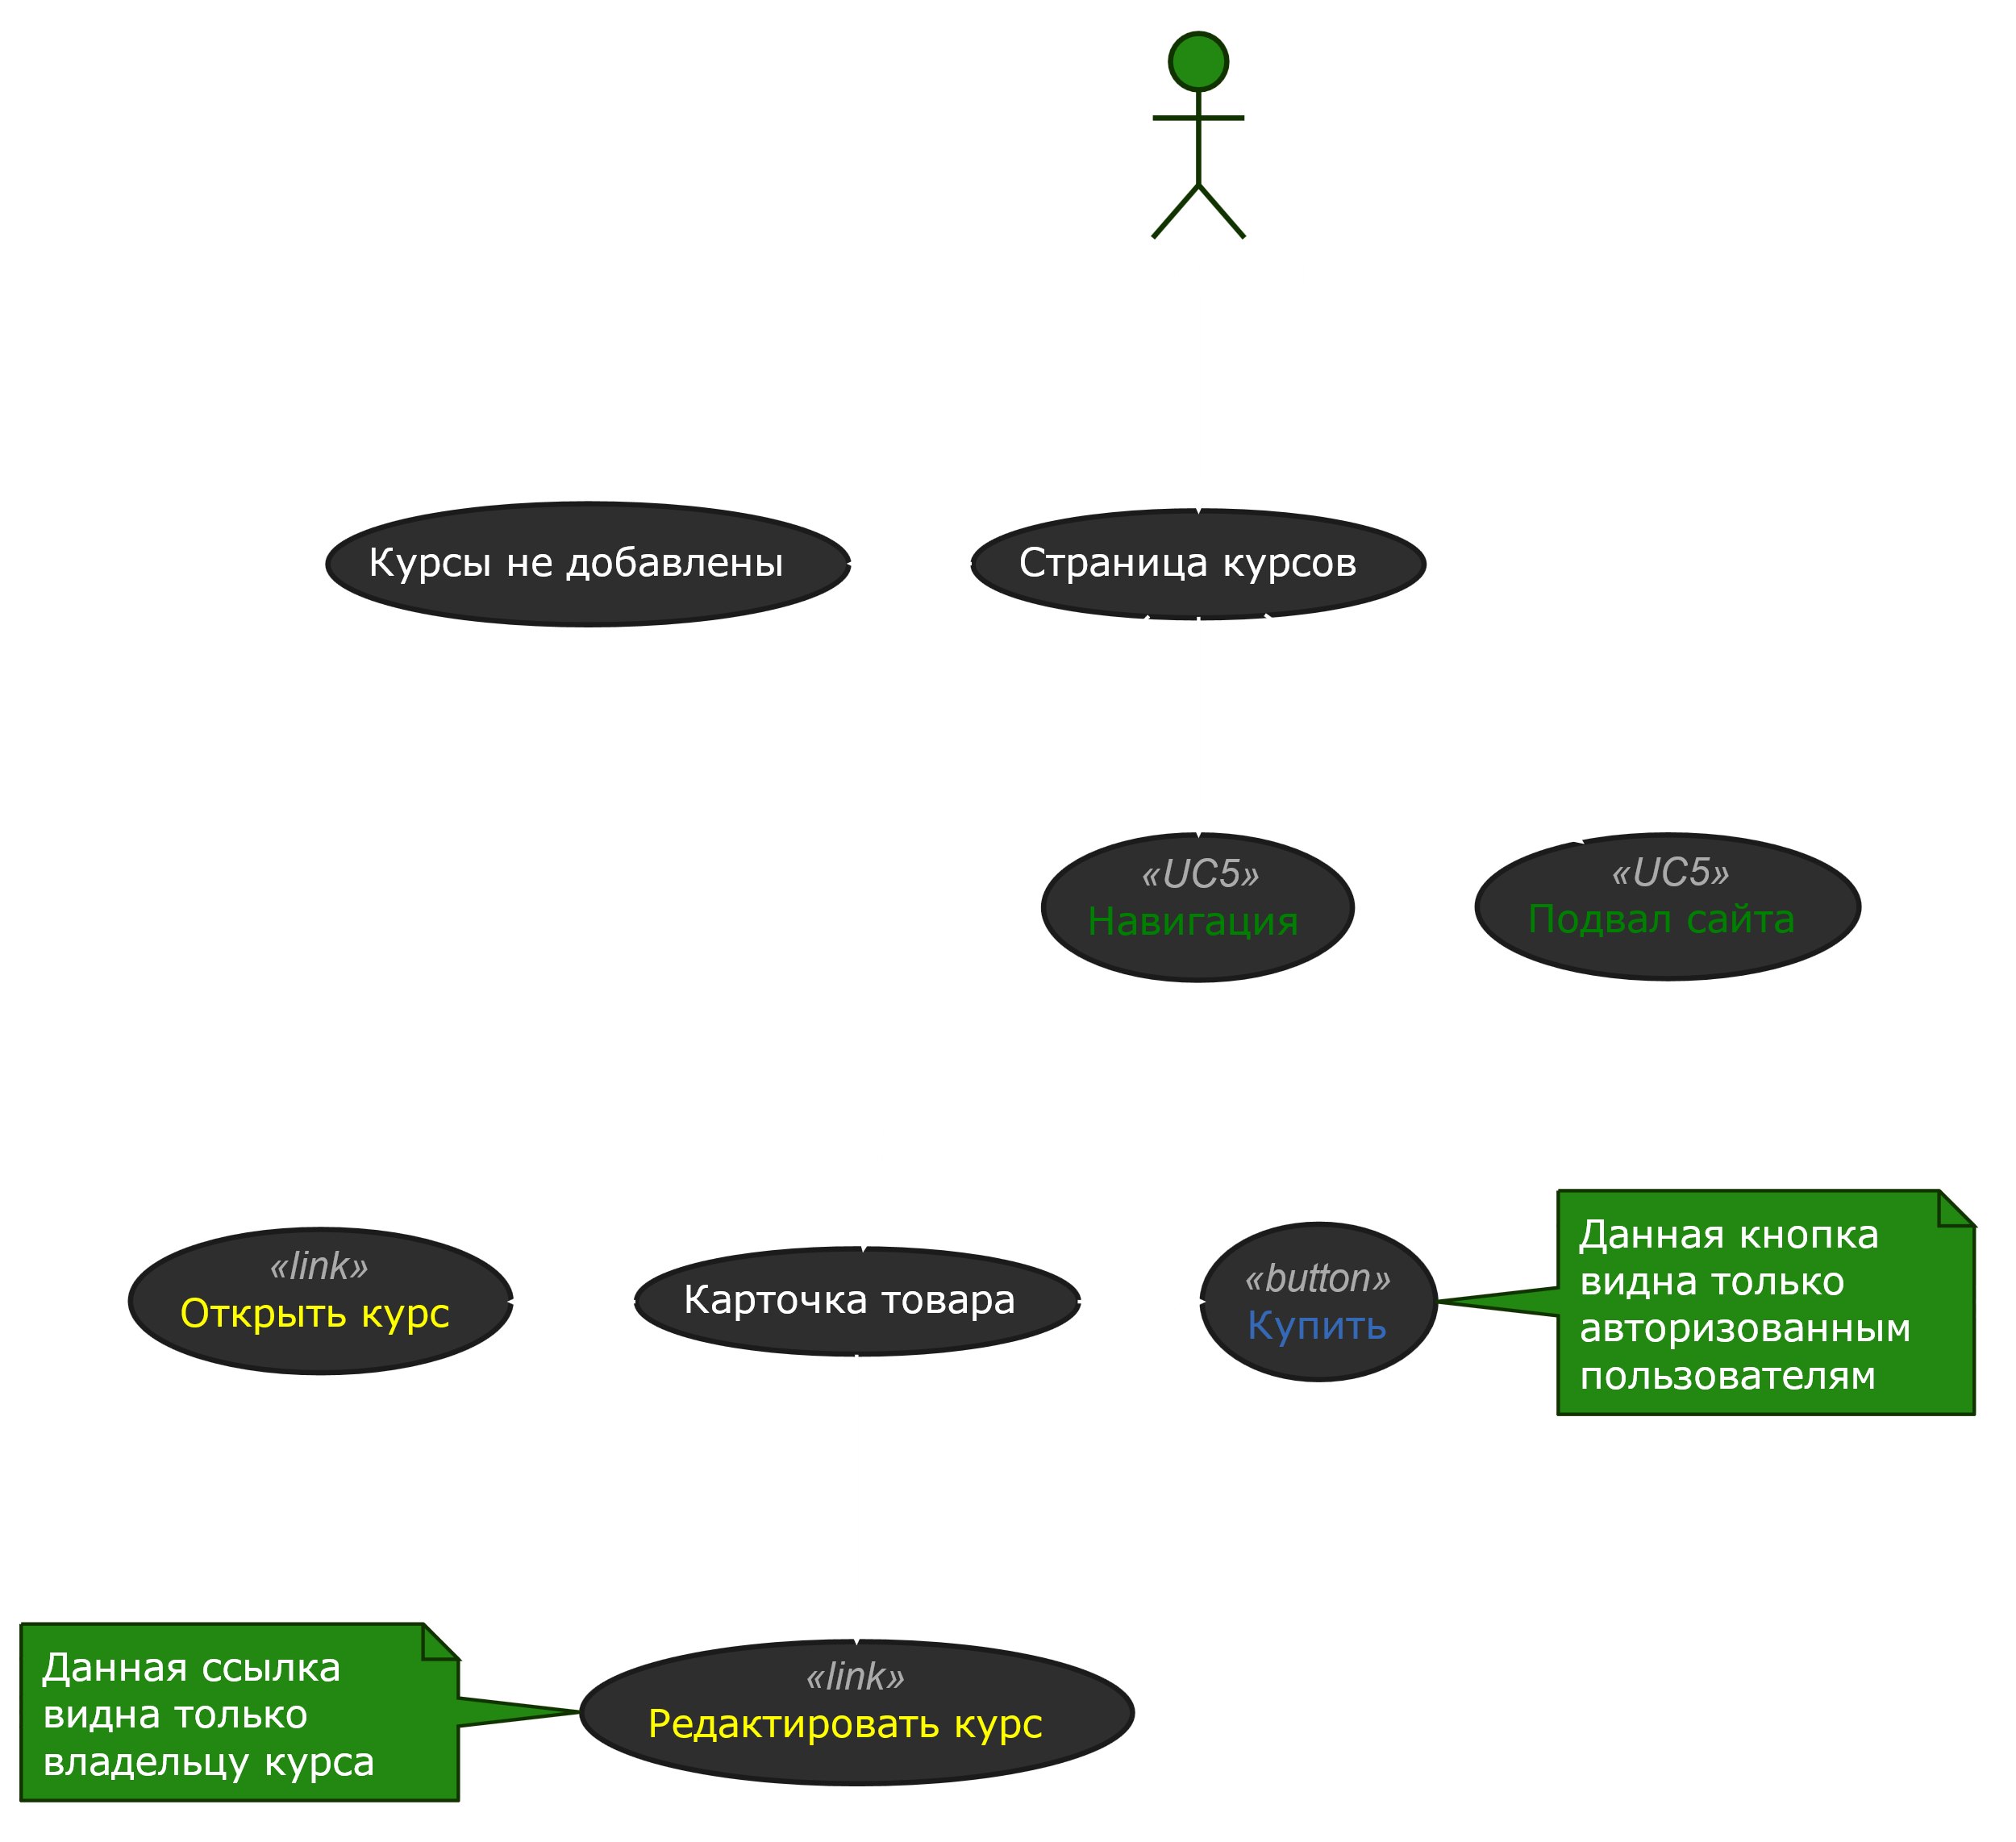 Курсы не добавлены
Страница курсов
«UC5»
Навигация
«UC5»
Подвал сайта
«link»
Открыть курс
Карточка товара
«button»
Купить
Данная кнопка
видна только
авторизованным
пользователям
Данная ссылка
видна только
владельцу курса
«link»
Редактировать курс